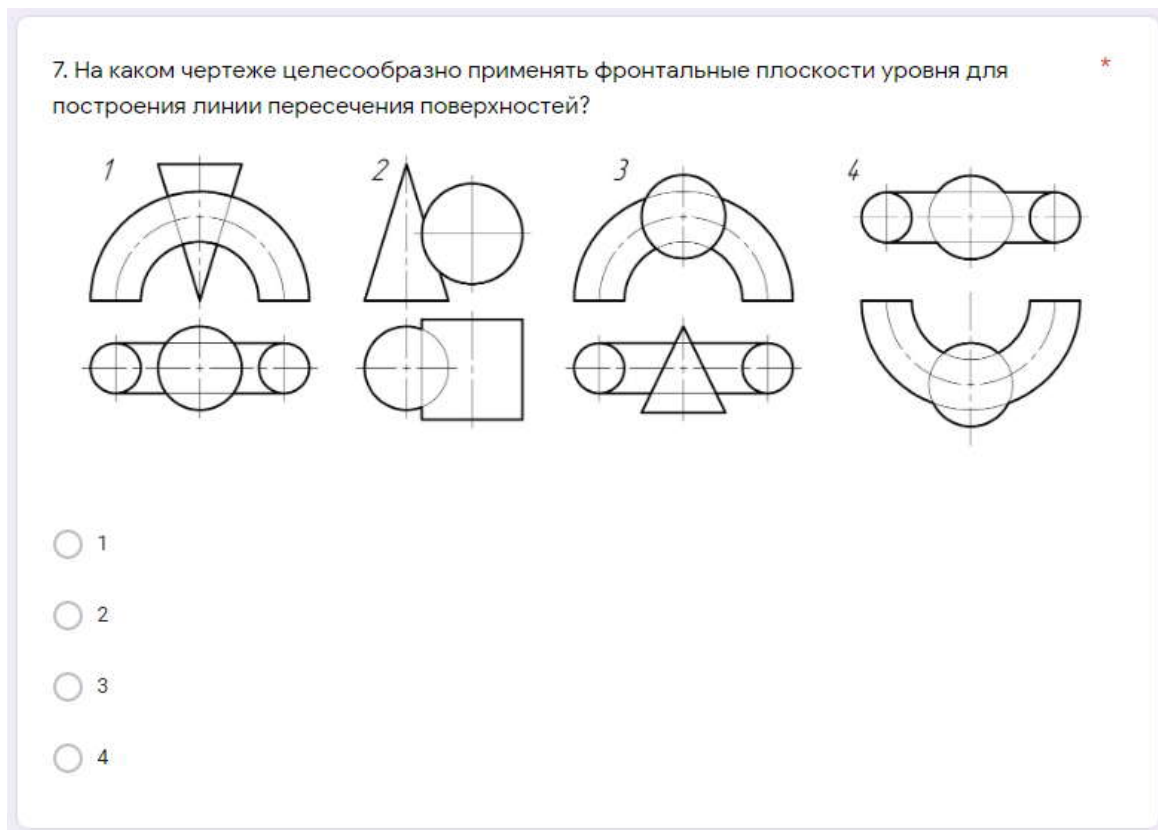 7. На каком чертеже целесообразно применять фронтальные плоскости уровня для *
построения линии пересечения поверхностей?
1 2 3 4
1
2
3
4